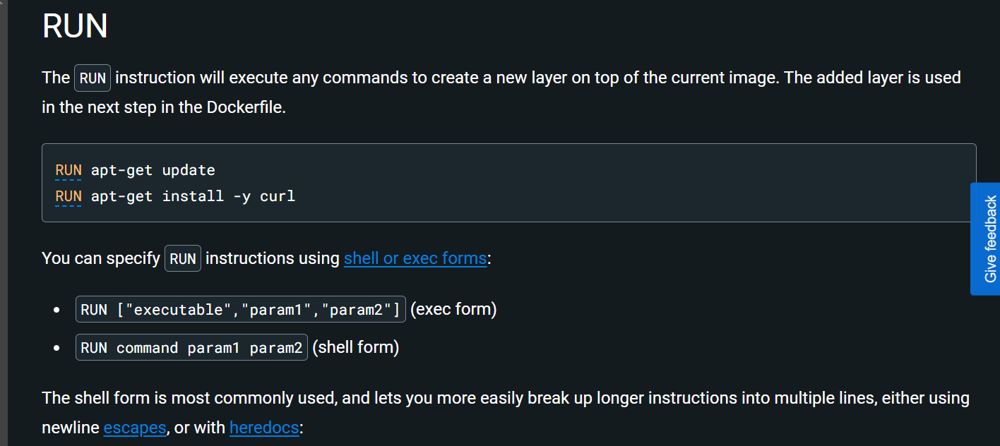 RUN
The RUN instruction will execute any commands to create a new layer on top of the current image. The added layer is used
in the next step in the Dockerfile.
RUN apt-get update
RUN apt-get install -y curl
Give feedback
You can specify RUN instructions using shell or exec forms:
• RUN ["executable","param1","param2"] (exec form)
• RUN command param1 param2 (shell form)
The shell form is most commonly used, and lets you more easily break up longer instructions into multiple lines, either using
newline escapes, or with heredocs: